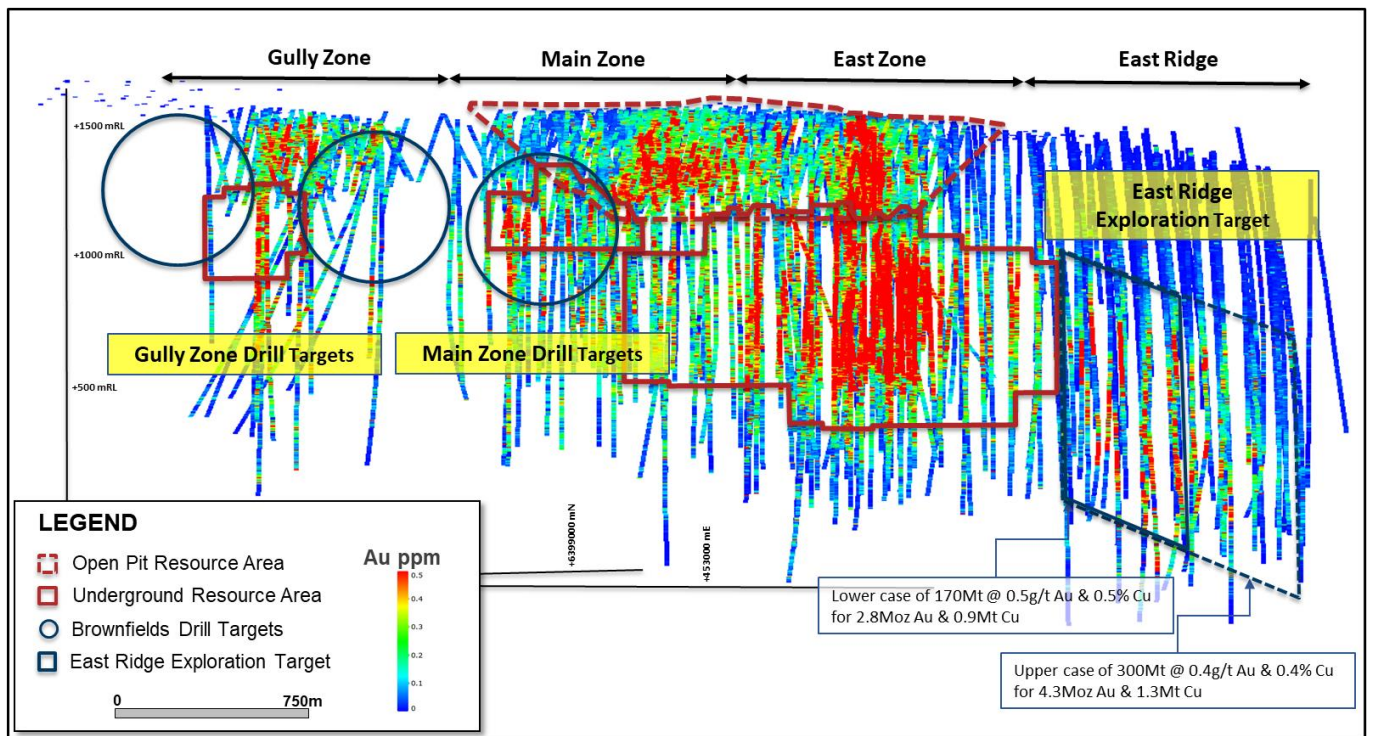 Gully Zone
Main Zone
East Zone
East Ridge
+1500 mRL
+1000 mRL
+500 mRL
East Ridge
Exploration Target
Gully Zone Drill Targets
Main Zone Drill Targets
+6399000 mN
+453000 mE
Lower case of 170Mt @ 0.5g/t Au & 0.5% Cu
for 2.8Moz Au & 0.9Mt Cu
Upper case of 300Mt @ 0.4g/t Au & 0.4% Cu
for 4.3Moz Au & 1.3Mt Cu
LEGEND
Open Pit Resource Area
Underground Resource Area
Brownfields Drill Targets
East Ridge Exploration Target
Au ppm
0.5
0.4
0.3
0.2
0.1
0
0 750m